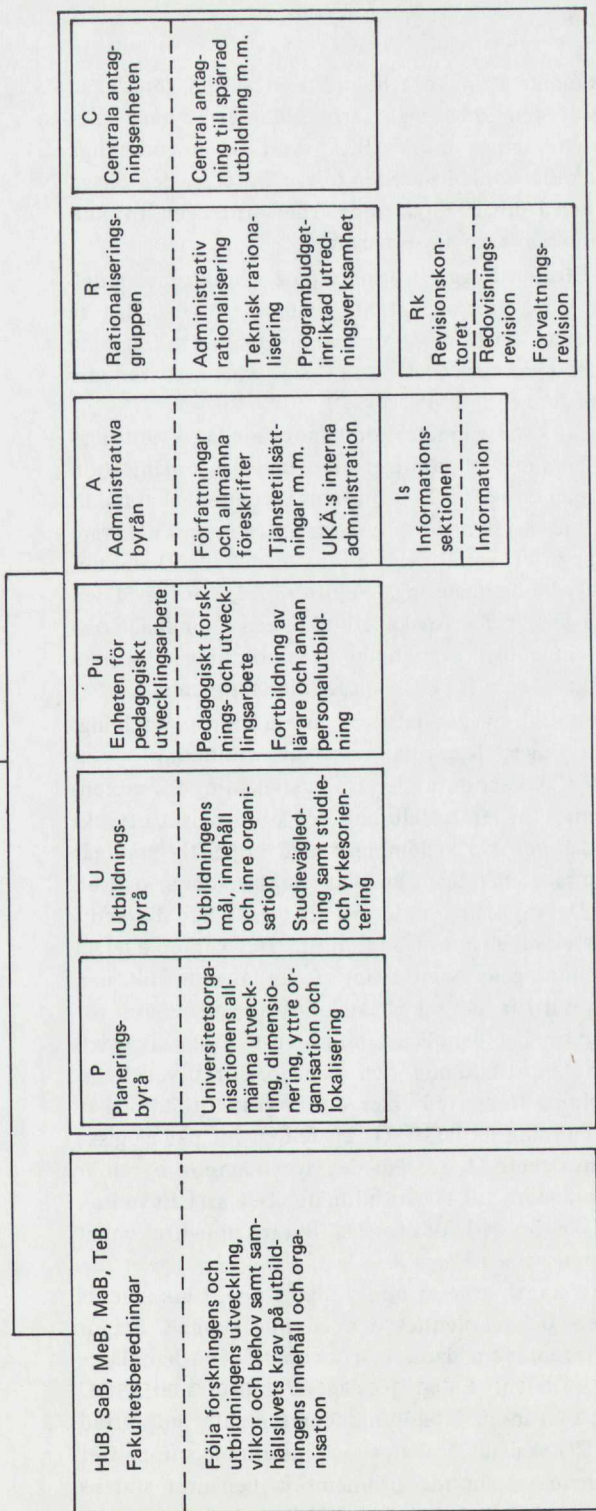 HuB, SaB, MeB, MaB, TeB
Fakultetsberedningar
Följa forskningens och
utbildningens utveckling,
villkor och behov samt sam-
hällslivets krav på utbild-
ningens innehåll och orga-
nisation
P
Planerings-
byrå
Universitetsorga-
nisationens all-
männa utveck-
ling, dimensio-
nering, yttre or-
ganisation och
lokalisering
U
Utbildnings-
byrå
Utbildningens
mål, innehåll
och inre organi-
sation
Studievägled-
ning samt studie-
och yrkesorien-
tering
Pu
Enheten för
pedagogiskt
utvecklingsarbete
Pedagogiskt forsk-
nings- och utveck-
lingsarbete
Fortbildning av
lärare och annan
personalutbild-
ning
A
Administrativa
byrån
Författningar
och allmänna
föreskrifter
Tjänstetillsätt-
ningar m.m.
UKÄ:s interna
administration
Is
Informations-
sektionen
Information
R
Rationaliserings-
gruppen
Administrativ
rationalisering
Teknisk rationa
lisering
Programbudget-
inriktad utred-
ningsverksamhet
Rk
Revisionskon-
toret
Redovisnings-
revision
Förvaltnings-
revision
C
Centrala antag-
ningsenheten
Central antag-
ning till spärrad
utbildning m.m.